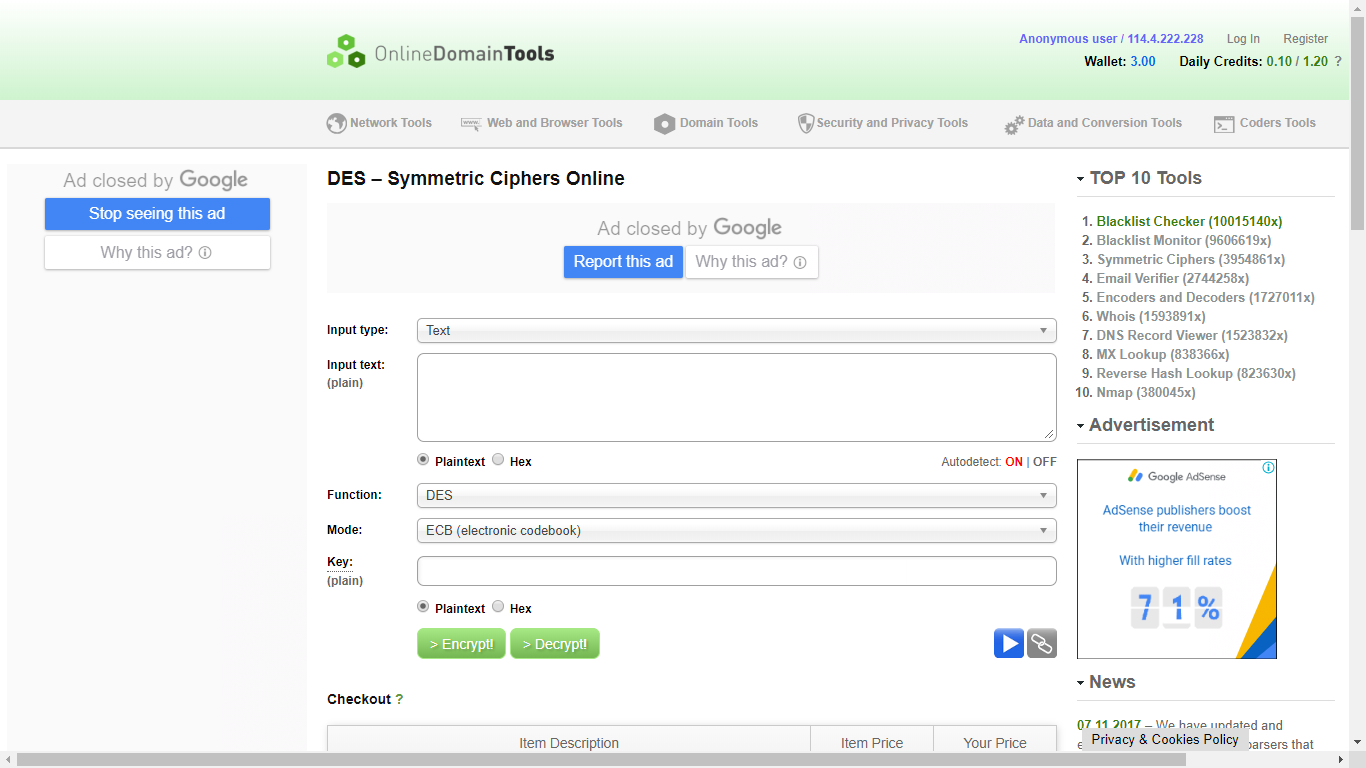 OnlineDomainTools
Anonymous user / 114.4.222.228 Log In Register
Wallet: 3.00 Daily Credits: 0.10 / 1.20 ?
Network Tools
www.
Web and Browser Tools
Domain Tools
Security and Privacy Tools
Data and Conversion Tools
Coders Tools
Ad closed by Google
Stop seeing this ad
Why this ad?
DES – Symmetric Ciphers Online
Ad closed by Google
Report this ad
Why this ad?
Input type: Text
Input text:
(plain)
Plaintext Hex
Autodetect: ON | OFF
Function: DES
Mode: ECB (electronic codebook)
Key:
(plain)
Plaintext Hex
> Encrypt! > Decrypt!
Checkout ?
Item Description Item Price Your Price
TOP 10 Tools
1. Blacklist Checker (10015140x)
2. Blacklist Monitor (9606619x)
3. Symmetric Ciphers (3954861x)
4. Email Verifier (2744258x)
5. Encoders and Decoders (1727011x)
6. Whois (1593891x)
7. DNS Record Viewer (1523832x)
8. MX Lookup (838366x)
9. Reverse Hash Lookup (823630x)
10. Nmap (380045x)
Advertisement
Google AdSense
AdSense publishers boost
their revenue
With higher fill rates
71%
News
07.11.2017 – We have updated and
parsers that
Privacy & Cookies Policy